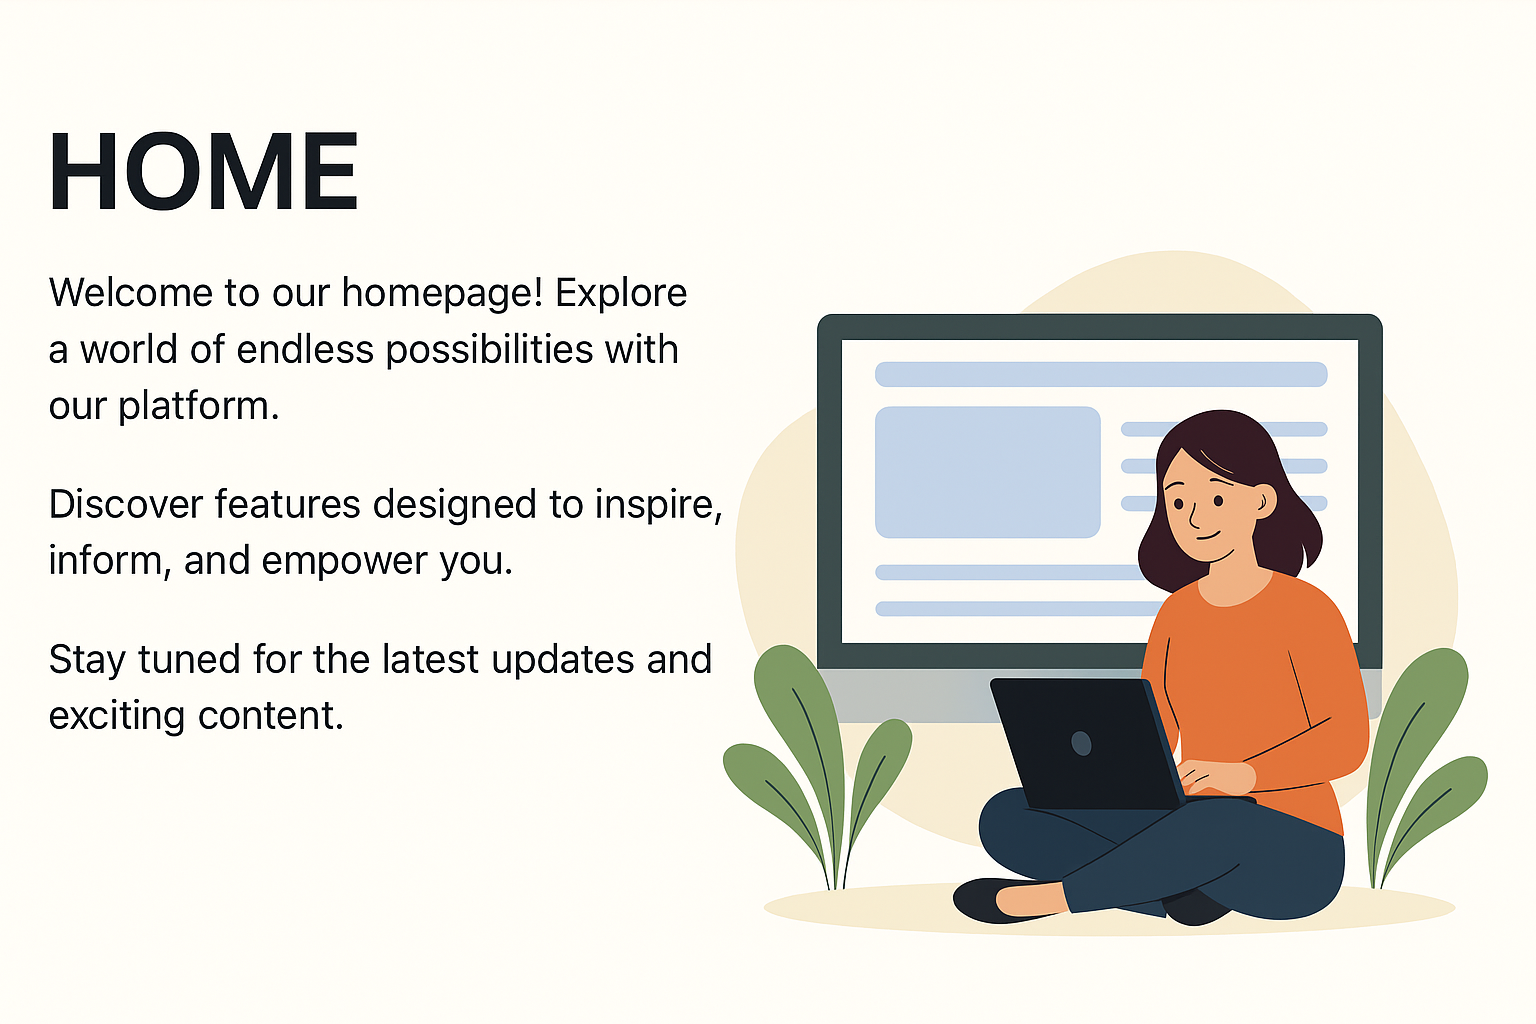 HOME
Welcome to our homepage! Explore
a world of endless possibilities with
our platform.
Discover features designed to inspire,
inform, and empower you.
Stay tuned for the latest updates and
exciting content.